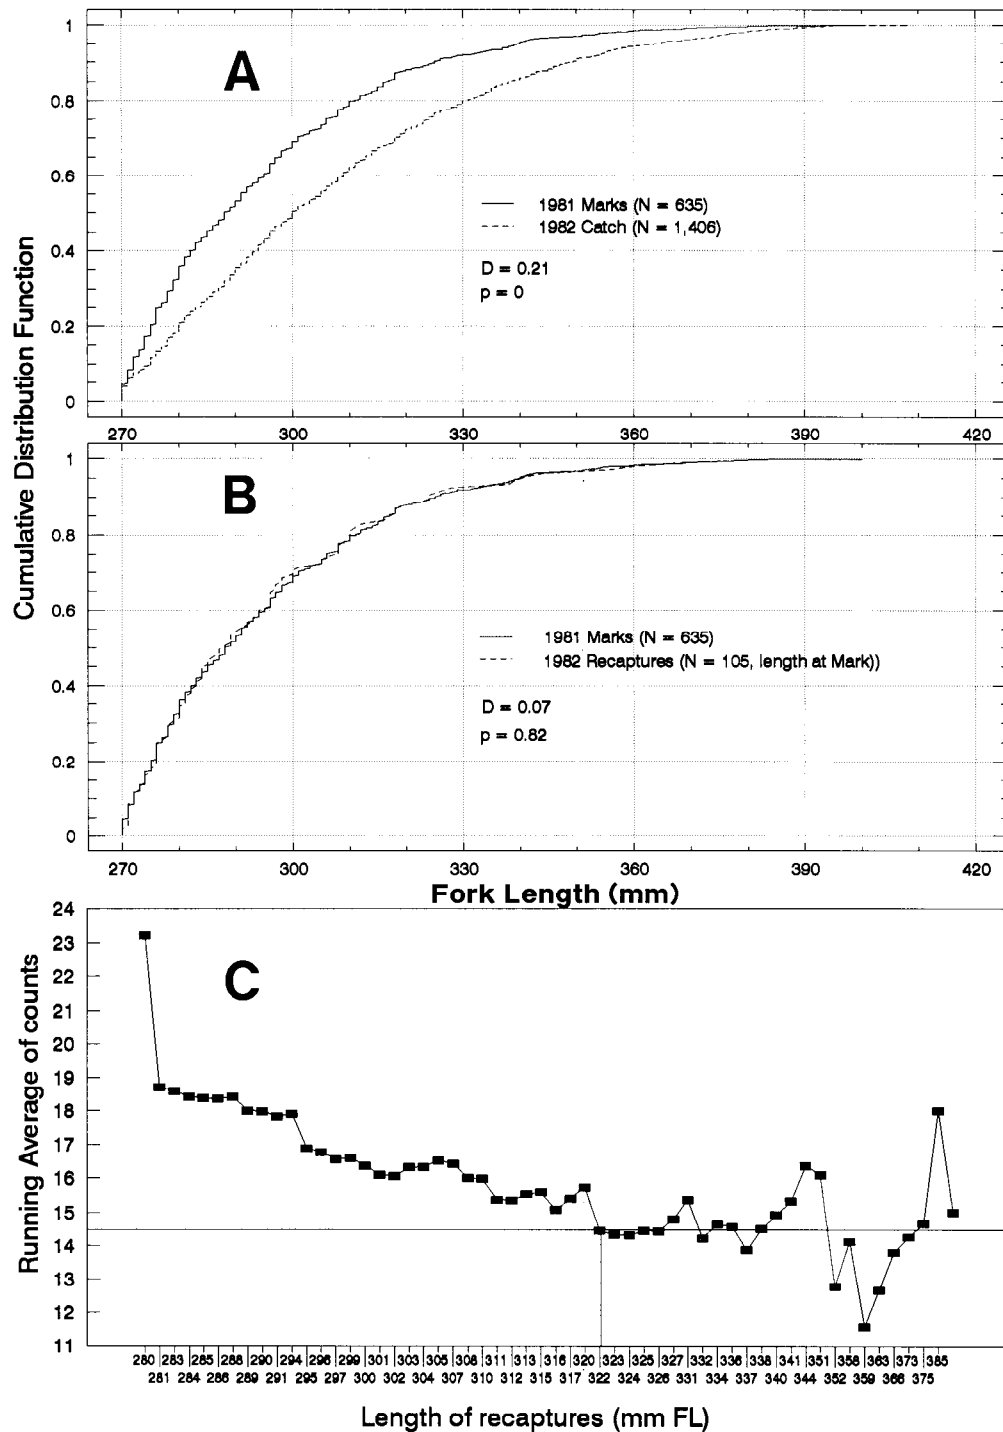 Cumulative Distribution Function
1
0.8
0.6
0.4
0.2
0
A
1981 Marks (N = 635)
1982 Catch (N = 1,406)
D = 0.21
p = 0
270 300 330 360 390 420
1
0.8
0.6
0.4
0.2
0
B
1981 Marks (N = 635)
1982 Recaptures (N = 105, length at Mark))
D = 0.07
p = 0.82
270 300 330 360 390 420
Fork Length (mm)
Running Average of counts
24
23
22
21
20
19
18
17
16
15
14
13
12
11
C
280 283 285 288 290 294 296 299 301 303 305 308 311 313 316 320 323 325 327 331 336 338 341 351 358 363 373 385
281 284 286 289 291 295 297 300 302 304 307 310 312 315 317 322 324 326 332 334 337 340 344 352 359 366 375
Length of recaptures (mm FL)